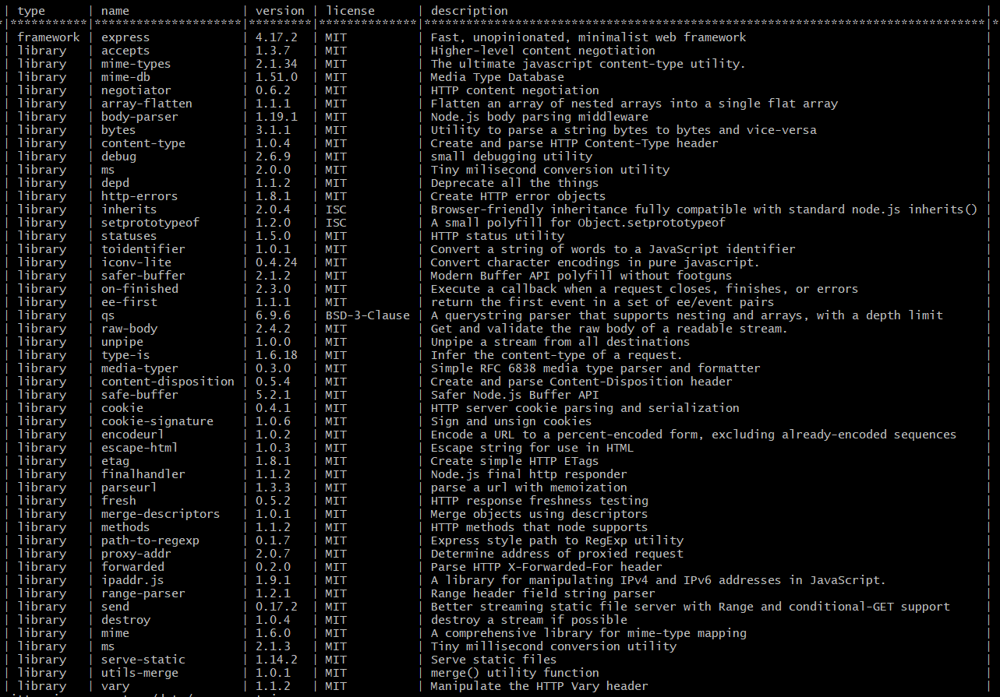 | type | name | version | license | description |
*|***********|*********************|*********|**************|********************************************************************************|*
| framework | express | 4.17.2 | MIT | Fast, unopinionated, minimalist web framework |
| library | accepts | 1.3.7 | MIT | Higher-level content negotiation |
| library | mime-types | 2.1.34 | MIT | The ultimate javascript content-type utility. |
| library | mime-db | 1.51.0 | MIT | Media Type Database |
| library | negotiator | 0.6.2 | MIT | HTTP content negotiation |
| library | array-flatten | 1.1.1 | MIT | Flatten an array of nested arrays into a single flat array |
| library | body-parser | 1.19.1 | MIT | Node.js body parsing middleware |
| library | bytes | 3.1.1 | MIT | Utility to parse a string bytes to bytes and vice-versa |
| library | content-type | 1.0.4 | MIT | Create and parse HTTP Content-Type header |
| library | debug | 2.6.9 | MIT | small debugging utility |
| library | ms | 2.0.0 | MIT | Tiny milisecond conversion utility |
| library | depd | 1.1.2 | MIT | Deprecate all the things |
| library | http-errors | 1.8.1 | MIT | Create HTTP error objects |
| library | inherits | 2.0.4 | ISC | Browser-friendly inheritance fully compatible with standard node.js inherits() |
| library | setprototypeof | 1.2.0 | ISC | A small polyfill for Object.setprototypeof |
| library | statuses | 1.5.0 | MIT | HTTP status utility |
| library | toidentifier | 1.0.1 | MIT | Convert a string of words to a JavaScript identifier |
| library | iconv-lite | 0.4.24 | MIT | Convert character encodings in pure javascript. |
| library | safer-buffer | 2.1.2 | MIT | Modern Buffer API polyfill without footguns |
| library | on-finished | 2.3.0 | MIT | Execute a callback when a request closes, finishes, or errors |
| library | ee-first | 1.1.1 | MIT | return the first event in a set of ee/event pairs |
| library | qs | 6.9.6 | BSD-3-Clause | A querystring parser that supports nesting and arrays, with a depth limit |
| library | raw-body | 2.4.2 | MIT | Get and validate the raw body of a readable stream. |
| library | unpipe | 1.0.0 | MIT | Unpipe a stream from all destinations |
| library | type-is | 1.6.18 | MIT | Infer the content-type of a request. |
| library | media-typer | 0.3.0 | MIT | Simple RFC 6838 media type parser and formatter |
| library | content-disposition | 0.5.4 | MIT | Create and parse Content-Disposition header |
| library | safe-buffer | 5.2.1 | MIT | Safer Node.js Buffer API |
| library | cookie | 0.4.1 | MIT | HTTP server cookie parsing and serialization |
| library | cookie-signature | 1.0.6 | MIT | Sign and unsign cookies |
| library | encodeurl | 1.0.2 | MIT | Encode a URL to a percent-encoded form, excluding already-encoded sequences |
| library | escape-html | 1.0.3 | MIT | Escape string for use in HTML |
| library | etag | 1.8.1 | MIT | Create simple HTTP ETags |
| library | finalhandler | 1.1.2 | MIT | Node.js final http responder |
| library | parseurl | 1.3.3 | MIT | parse a url with memoization |
| library | fresh | 0.5.2 | MIT | HTTP response freshness testing |
| library | merge-descriptors | 1.0.1 | MIT | Merge objects using descriptors |
| library | methods | 1.1.2 | MIT | HTTP methods that node supports |
| library | path-to-regexp | 0.1.7 | MIT | Express style path to RegExp utility |
| library | proxy-addr | 2.0.7 | MIT | Determine address of proxied request |
| library | forwarded | 0.2.0 | MIT | Parse HTTP X-Forwarded-For header |
| library | ipaddr.js | 1.9.1 | MIT | A library for manipulating IPv4 and IPv6 addresses in JavaScript. |
| library | range-parser | 1.2.1 | MIT | Range header field string parser |
| library | send | 0.17.2 | MIT | Better streaming static file server with Range and conditional-GET support |
| library | destroy | 1.0.4 | MIT | destroy a stream if possible |
| library | mime | 1.6.0 | MIT | A comprehensive library for mime-type mapping |
| library | ms | 2.1.3 | MIT | Tiny millisecond conversion utility |
| library | serve-static | 1.14.2 | MIT | Serve static files |
| library | utils-merge | 1.0.1 | MIT | merge() utility function |
| library | vary | 1.1.2 | MIT | Manipulate the HTTP Vary header |